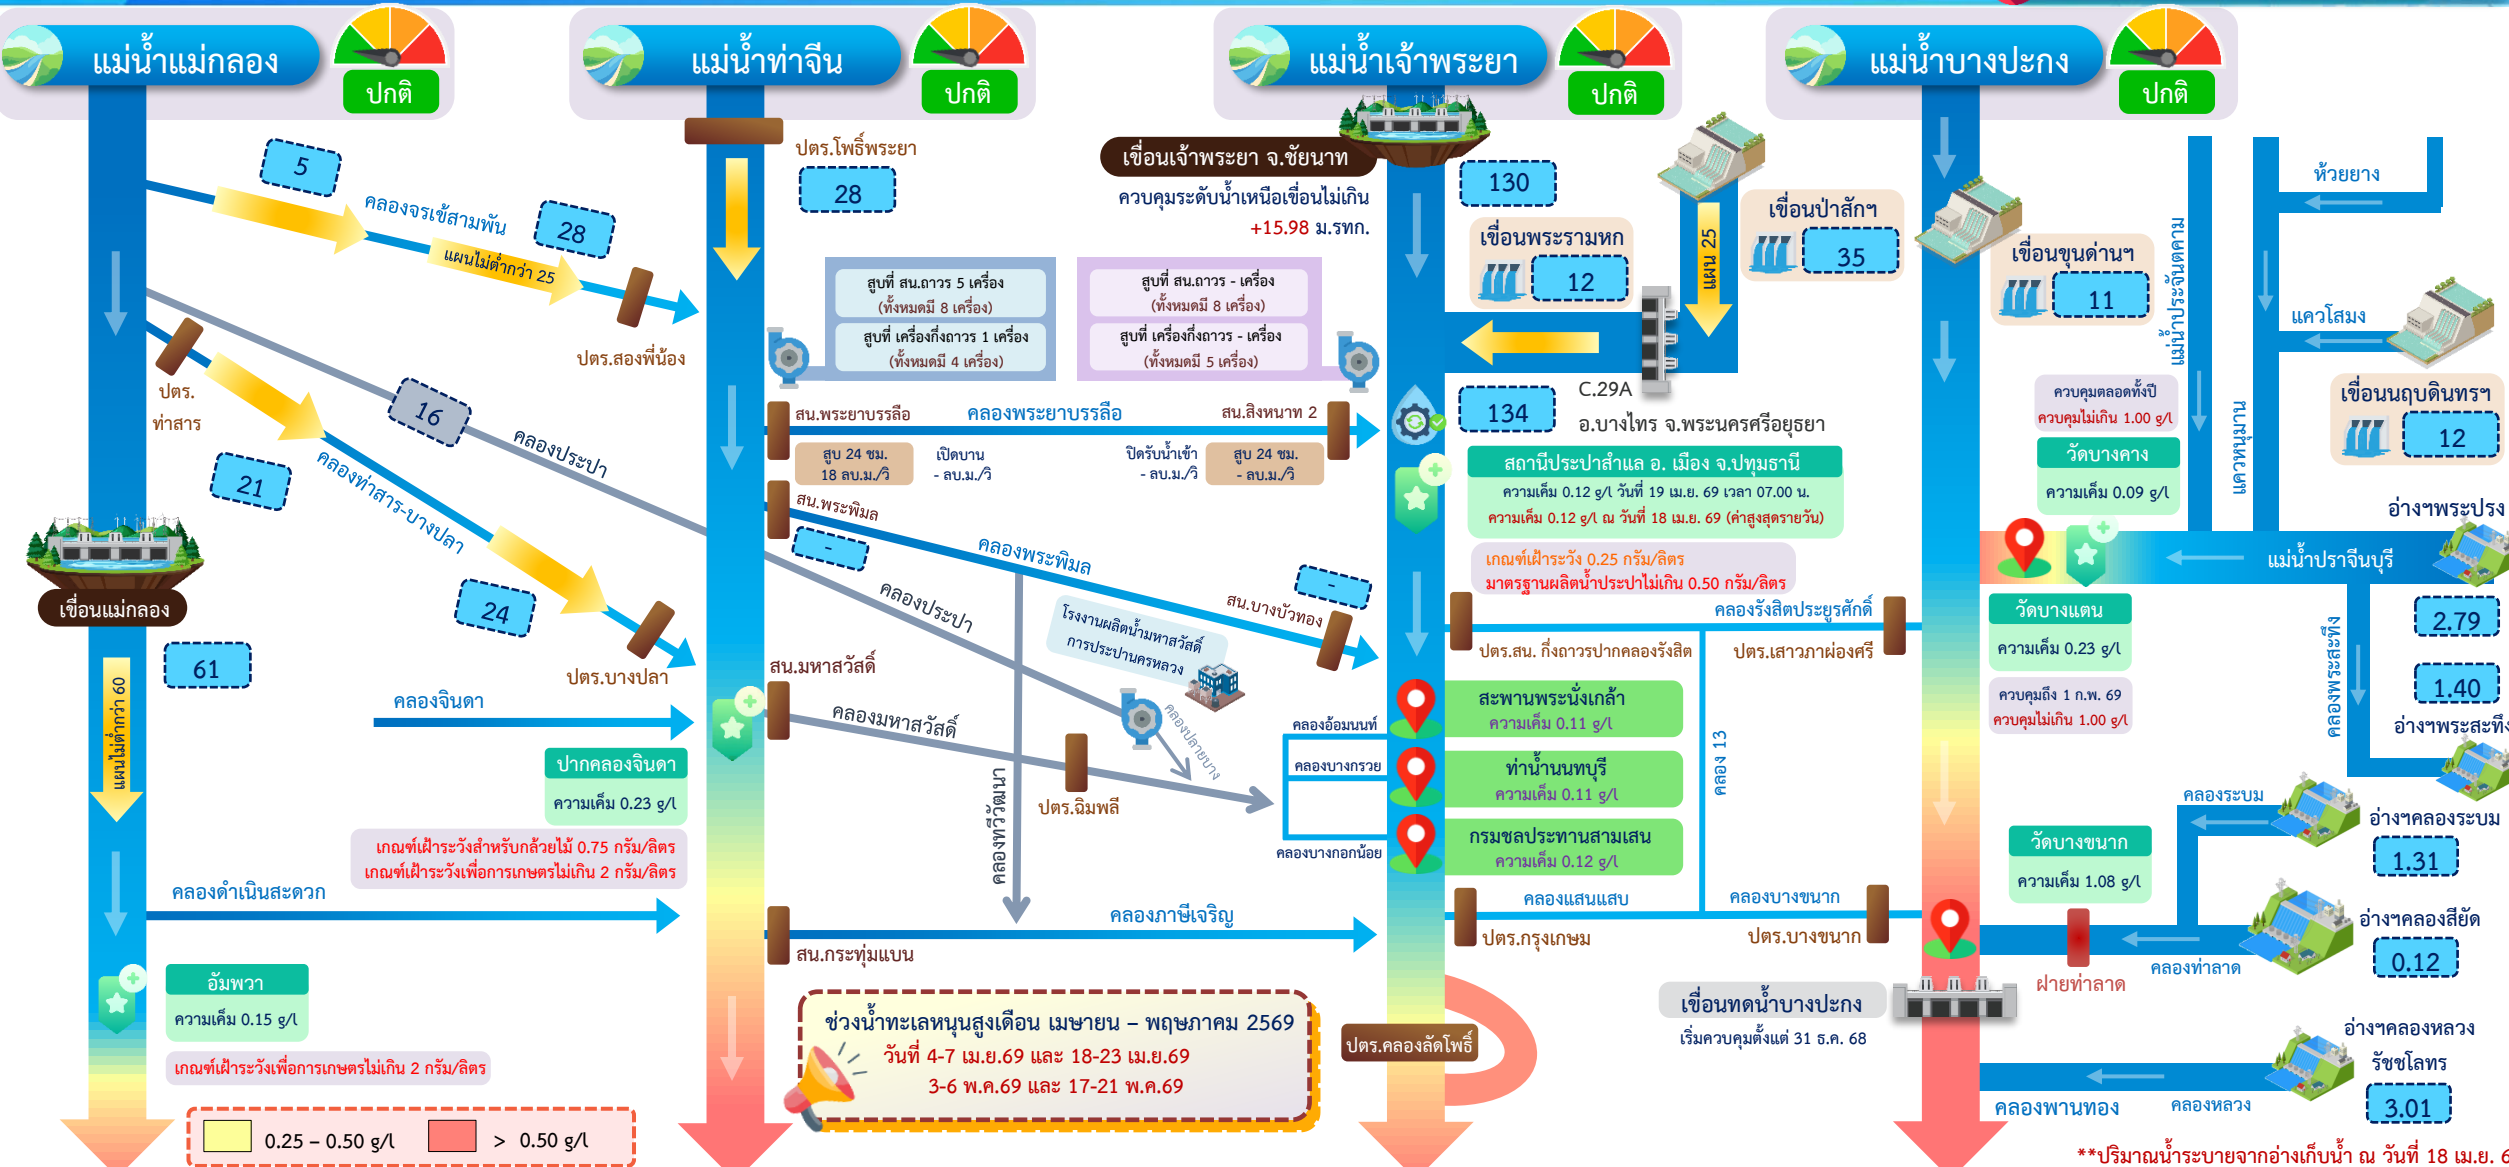 แม่น้ำแม่กลอง
ปกติ
แม่น้ำท่าจีน
ปกติ
แม่น้ำเจ้าพระยา
ปกติ
แม่น้ำบางปะกง
ปกติ
5
คลองจรเข้สามพัน
28
แผนไม่ต่ำกว่า 25
ปตร.สองพี่น้อง
ปตร.
ท่าสาร
16
คลองประปา
21
คลองท่าสาร-บางปลา
24
ปตร.บางปลา
เขื่อนแม่กลอง
61
แผนไม่ต่ำกว่า 60
คลองจินดา
ปากคลองจินดา
ความเค็ม 0.23 g/l
เกณฑ์เฝ้าระวังสำหรับกล้วยไม้ 0.75 กรัม/ลิตร
เกณฑ์เฝ้าระวังเพื่อการเกษตรไม่เกิน 2 กรัม/ลิตร
คลองดำเนินสะดวก
อัมพวา
ความเค็ม 0.15 g/l
เกณฑ์เฝ้าระวังเพื่อการเกษตรไม่เกิน 2 กรัม/ลิตร
0.25 – 0.50 g/l
> 0.50 g/l
ปตร.โพธิ์พระยา
28
เขื่อนเจ้าพระยา จ.ชัยนาท
ควบคุมระดับน้ำเหนือเขื่อนไม่เกิน
+15.98 ม.รทก.
130
สูบที่ สน.ถาวร 5 เครื่อง
(ทั้งหมดมี 8 เครื่อง)
สูบที่ เครื่องกึ่งถาวร 1 เครื่อง
(ทั้งหมดมี 4 เครื่อง)
สูบที่ สน.ถาวร - เครื่อง
(ทั้งหมดมี 8 เครื่อง)
สูบที่ เครื่องกึ่งถาวร - เครื่อง
(ทั้งหมดมี 5 เครื่อง)
สน.พระยาบรรลือ
คลองพระยาบรรลือ
สน.สิงหนาท 2
สูบ 24 ชม.
18 ลบ.ม./วิ
เปิดบาน
- ลบ.ม./วิ
ปิดรับน้ำเข้า
- ลบ.ม./วิ
สูบ 24 ชม.
- ลบ.ม./วิ
สน.พระพิมล
-
คลองพระพิมล
-
สน.บางบัวทอง
คลองประปา
โรงงานผลิตน้ำมหาสวัสดิ์
การประปานครหลวง
สน.มหาสวัสดิ์
คลองมหาสวัสดิ์
คลองปลายบาง
ปตร.ฉิมพลี
คลองทวีวัฒนา
คลองอ้อมนนท์
คลองบางกรวย
คลองบางกอกน้อย
คลองภาษีเจริญ
สน.กระทุ่มแบน
ช่วงน้ำทะเลหนุนสูงเดือน เมษายน – พฤษภาคม 2569
วันที่ 4-7 เม.ย.69 และ 18-23 เม.ย.69
3-6 พ.ค.69 และ 17-21 พ.ค.69
ปตร.คลองลัดโพธิ์
เขื่อนพระรามหก
12
แผน 25
เขื่อนป่าสักฯ
35
134
C.29A
อ.บางไทร จ.พระนครศรีอยุธยา
สถานีประปาสำแล อ. เมือง จ.ปทุมธานี
ความเค็ม 0.12 g/l วันที่ 19 เม.ย. 69 เวลา 07.00 น.
ความเค็ม 0.12 g/l ณ วันที่ 18 เม.ย. 69 (ค่าสูงสุดรายวัน)
เกณฑ์เฝ้าระวัง 0.25 กรัม/ลิตร
มาตรฐานผลิตน้ำประปาไม่เกิน 0.50 กรัม/ลิตร
คลองรังสิตประยูรศักดิ์
ปตร.สน. กึ่งถาวรปากคลองรังสิต
ปตร.เสาวภาผ่องศรี
สะพานพระนั่งเกล้า
ความเค็ม 0.11 g/l
ท่าน้ำนนทบุรี
ความเค็ม 0.11 g/l
กรมชลประทานสามเสน
ความเค็ม 0.12 g/l
คลอง 13
คลองแสนแสบ
คลองบางขนาก
ปตร.กรุงเกษม
ปตร.บางขนาก
เขื่อนทดน้ำบางปะกง
เริ่มควบคุมตั้งแต่ 31 ธ.ค. 68
เขื่อนขุนด่านฯ
11
แม่น้ำประจันตคาม
ห้วยยาง
แควโสมง
แควหนุมาน
เขื่อนนฤบดินทรฯ
12
ควบคุมตลอดทั้งปี
ควบคุมไม่เกิน 1.00 g/l
วัดบางคาง
ความเค็ม 0.09 g/l
อ่างฯพระปรง
แม่น้ำปราจีนบุรี
2.79
วัดบางแตน
ความเค็ม 0.23 g/l
ควบคุมถึง 1 ก.พ. 69
ควบคุมไม่เกิน 1.00 g/l
คลองพระสะทึง
1.40
อ่างฯพระสะทึง
คลองระบม
อ่างฯคลองระบม
1.31
วัดบางขนาก
ความเค็ม 1.08 g/l
อ่างฯคลองสียัด
0.12
คลองท่าลาด
ฝายท่าลาด
อ่างฯคลองหลวง
รัชชโลทร
3.01
คลองพานทอง
คลองหลวง
**ปริมาณน้ำระบายจากอ่างเก็บน้ำ ณ วันที่ 18 เม.ย. 6